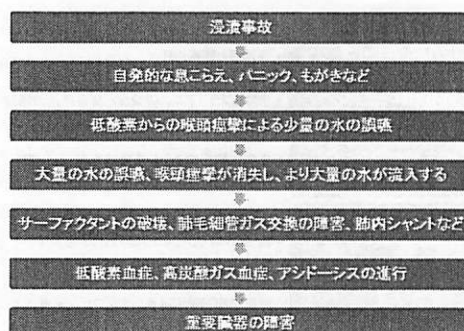 浸漬事故
自発的な息こらえ、パニック、もがきなど
低酸素からの喉頭痙攣による少量の水の誤嚥
大量の水の誤嚥、喉頭痙攣が消失し、より大量の水が流入する
サーファクタントの破壊、肺毛細管ガス交換の障害、肺内シャントなど
低酸素血症、高炭酸ガス血症、アシドーシスの進行
重要臓器の障害